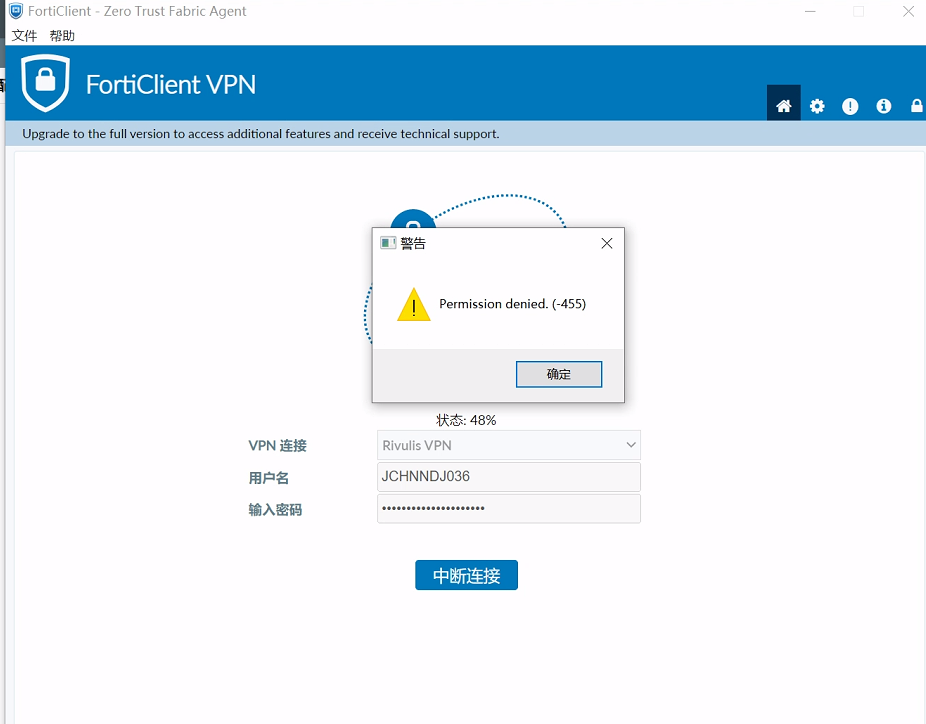 FortiClient - Zero Trust Fabric Agent
文件 帮助
FortiClient VPN
Upgrade to the full version to access additional features and receive technical support.
警告
Permission denied. (-455)
确定
状态: 48%
VPN 连接 Rivulis VPN
用户名 JCHNNDJ036
输入密码 ••••••••••••••••••••
中断连接